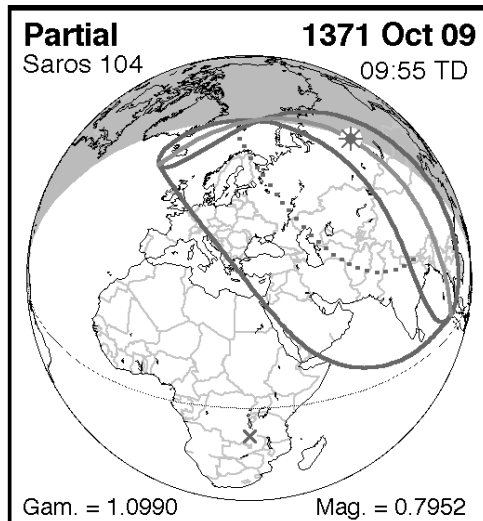 Partial 1371 Oct 09
Saros 104 09:55 TD
Gam. = 1.0990 Mag. = 0.7952